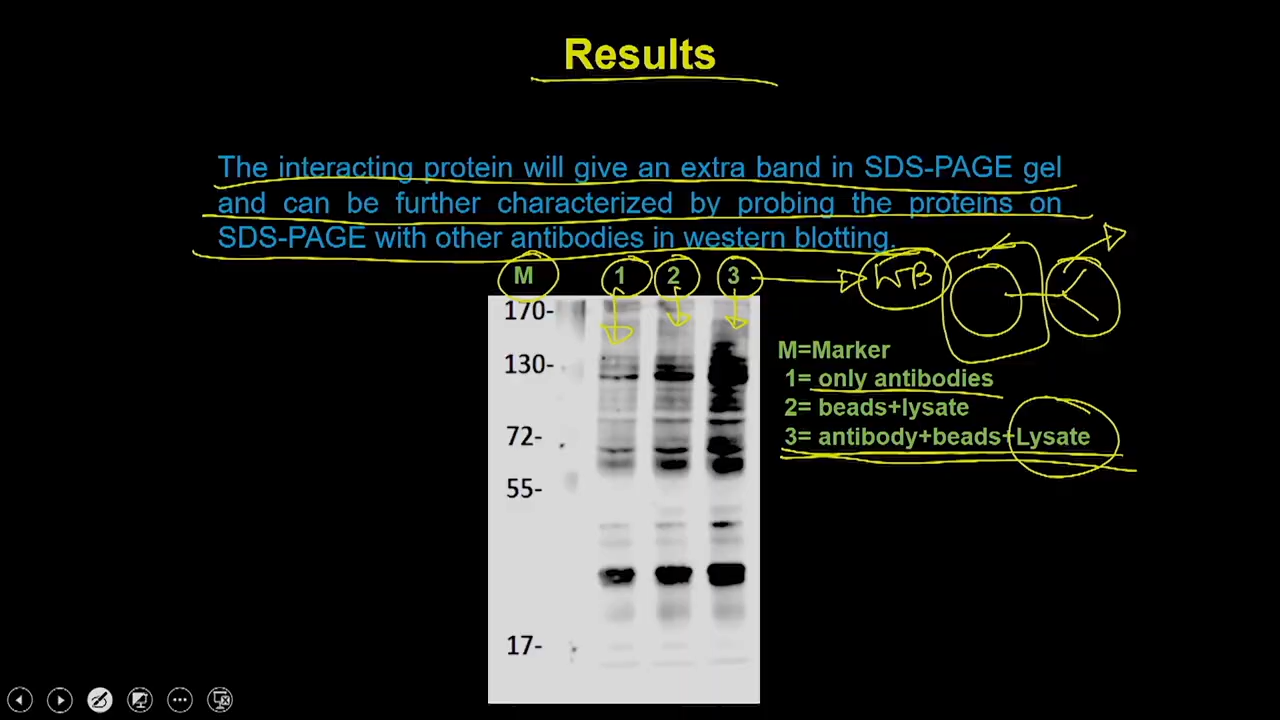 Results
The interacting protein will give an extra band in SDS-PAGE gel
and can be further characterized by probing the proteins on
SDS-PAGE with other antibodies in western blotting.
M 1 2 3 WB
170-
130-
72-
55-
17-
M=Marker
1= only antibodies
2= beads+lysate
3= antibody+beads+Lysate